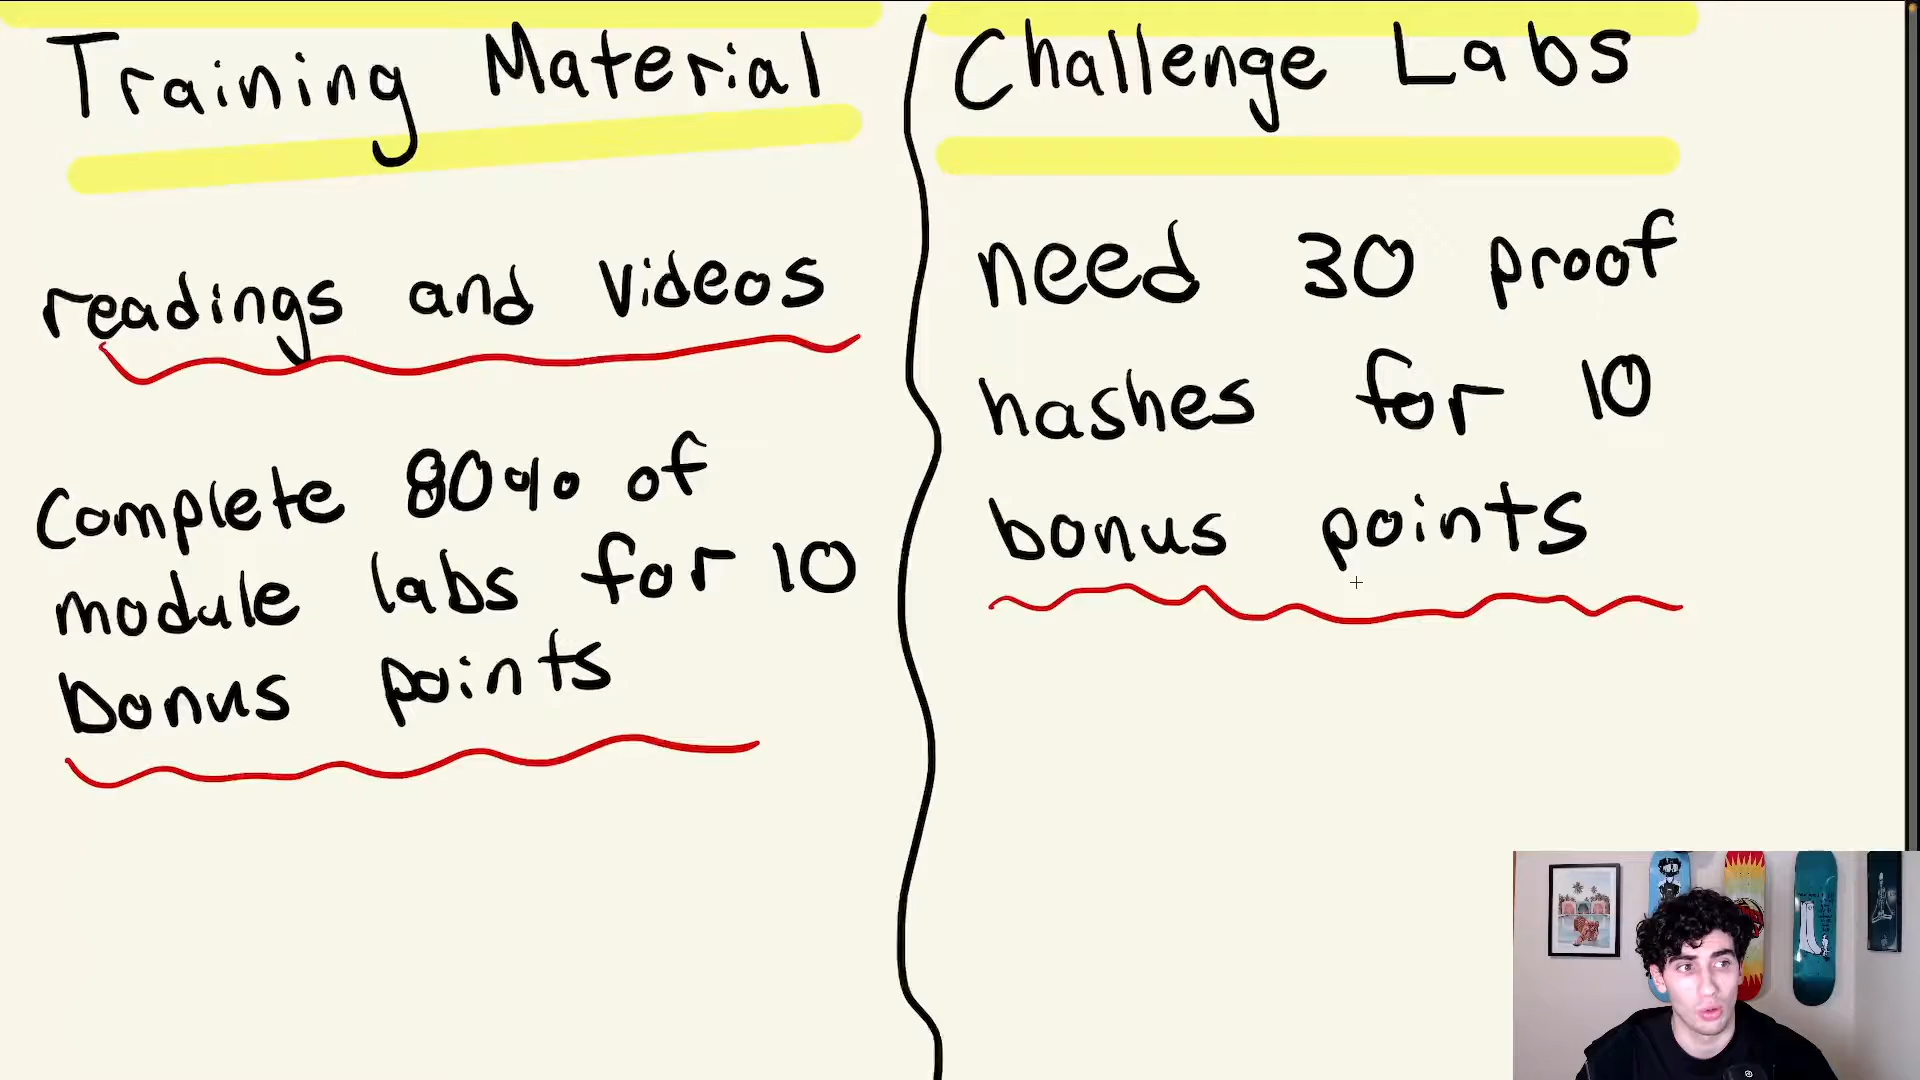 Training Material
readings and videos
Complete 80% of
module labs for 10
bonus points
Challenge Labs
need 30 proof
hashes for 10
bonus points